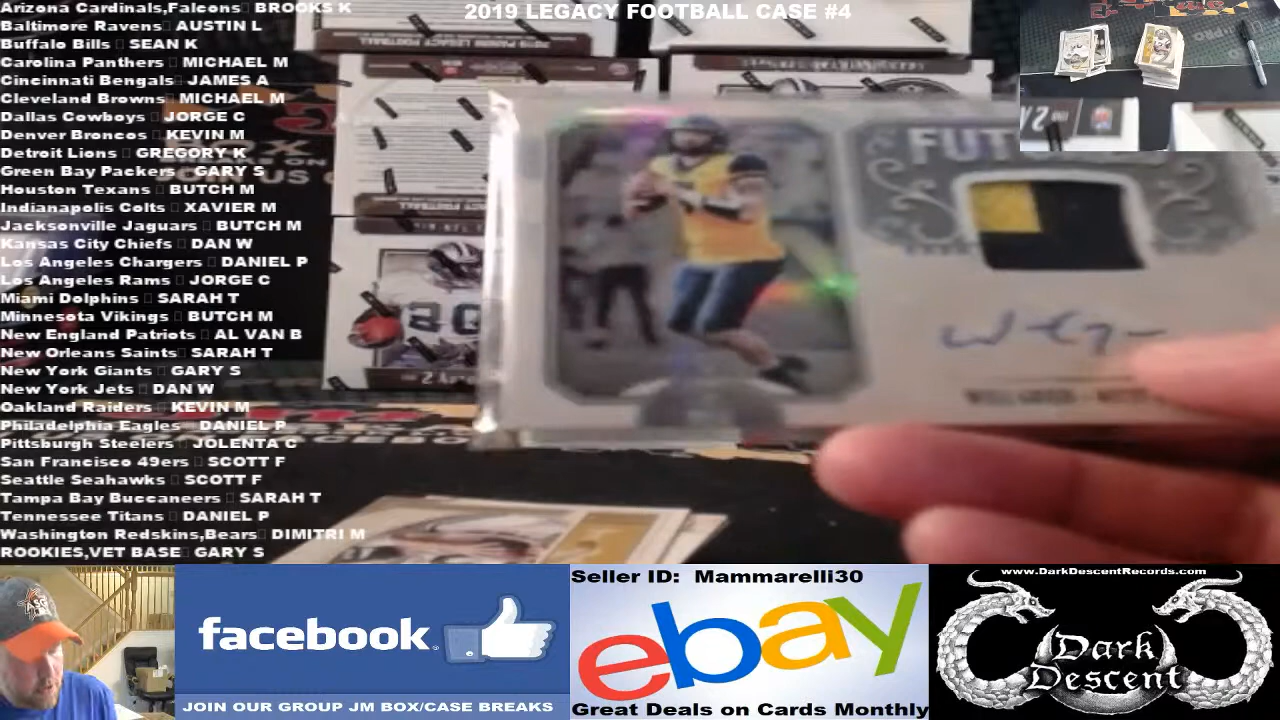 2019 LEGACY FOOTBALL CASE #4
Arizona Cardinals,Falcons BROOKS K
Baltimore Ravens AUSTIN L
Buffalo Bills SEAN K
Carolina Panthers MICHAEL M
Cincinnati Bengals JAMES A
Cleveland Browns MICHAEL M
Dallas Cowboys JORGE C
Denver Broncos KEVIN M
Detroit Lions GREGORY K
Green Bay Packers GARY S
Houston Texans BUTCH M
Indianapolis Colts XAVIER M
Jacksonville Jaguars BUTCH M
Kansas City Chiefs DAN W
Los Angeles Chargers DANIEL P
Los Angeles Rams JORGE C
Miami Dolphins SARAH T
Minnesota Vikings BUTCH M
New England Patriots AL VAN B
New Orleans Saints SARAH T
New York Giants GARY S
New York Jets DAN W
Oakland Raiders KEVIN M
Philadelphia Eagles DANIEL P
Pittsburgh Steelers JOLENTA C
San Francisco 49ers SCOTT F
Seattle Seahawks SCOTT F
Tampa Bay Buccaneers SARAH T
Tennessee Titans DANIEL P
Washington Redskins,Bears DIMITRI M
ROOKIES,VET BASE GARY S
facebook
JOIN OUR GROUP JM BOX/CASE BREAKS
Seller ID: Mammarelli30
ebay
Great Deals on Cards Monthly
www.DarkDescentRecords.com
Dark
Descent